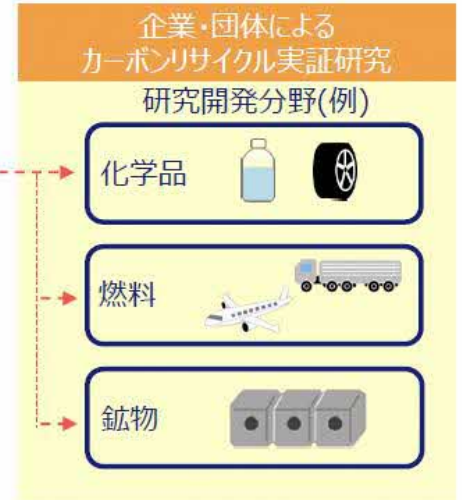 企業・団体による
カーボンリサイクル実証研究
研究開発分野(例)
化学品
燃料
鉱物